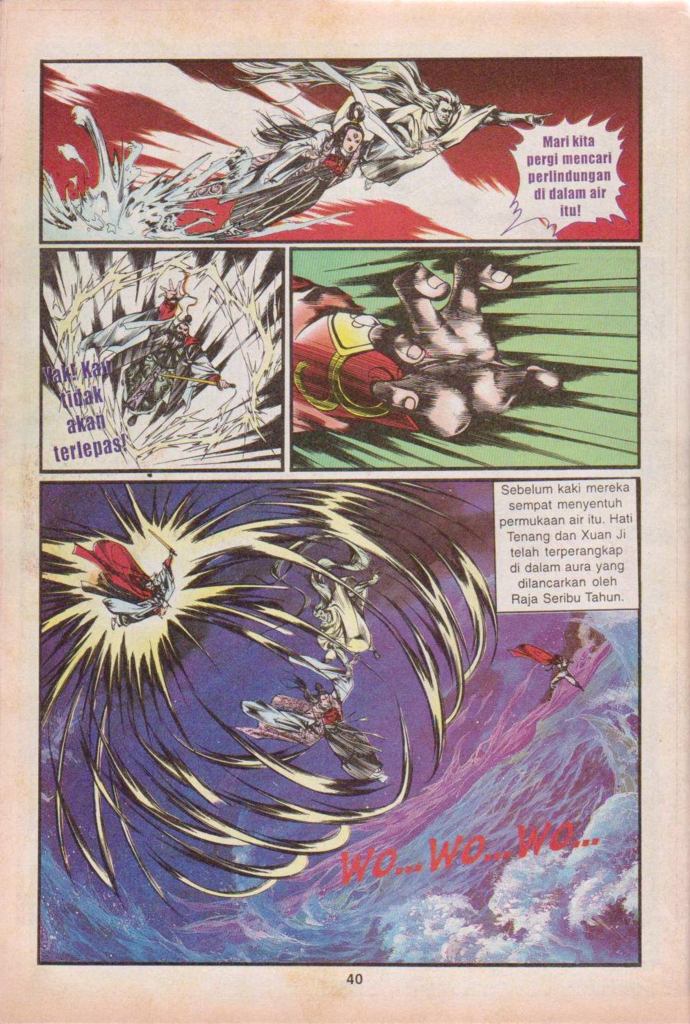 Mari kita
pergi mencari
perlindungan
di dalam air
itu!
Kau
tidak
akan
terlepas!
Sebelum kaki mereka
sempat menyentuh
permukaan air itu. Hati
Tenang dan Xuan Ji
telah terperangkap
di dalam aura yang
dilancarkan oleh
Raja Seribu Tahun.
WO...WO...WO...
40